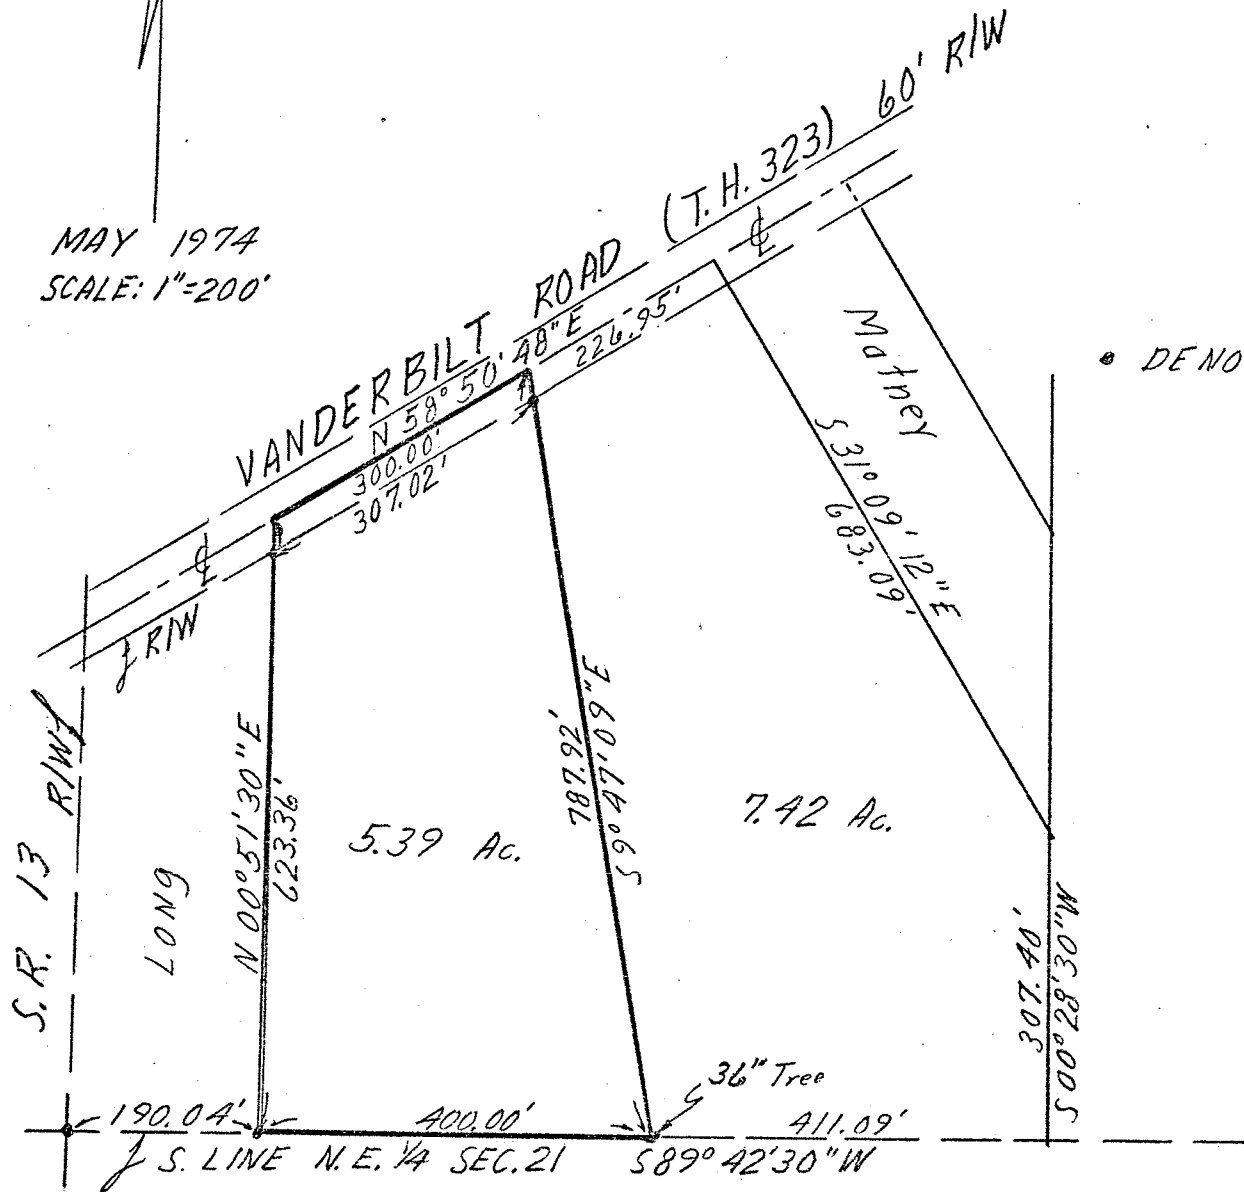 60' R/W
(T.H. 323)
VANDERBILT ROAD
MAY 1974
SCALE: 1"=200'
N 58° 50' 48" E
300.00'
307.02'
226.95'
℄
℄
R/W
Matney
• DENO
S 31° 09' 12" E
683.09'
S.R. 13 R/W
LONG
N 00° 51' 30" E
623.36'
5.39 Ac.
787.92'
S 9° 47' 09" E
7.42 Ac.
307.40'
S 00° 28' 30" W
36" Tree
190.04'
400.00'
411.09'
S. LINE N.E. 1/4 SEC. 21 S 89° 42' 30" W